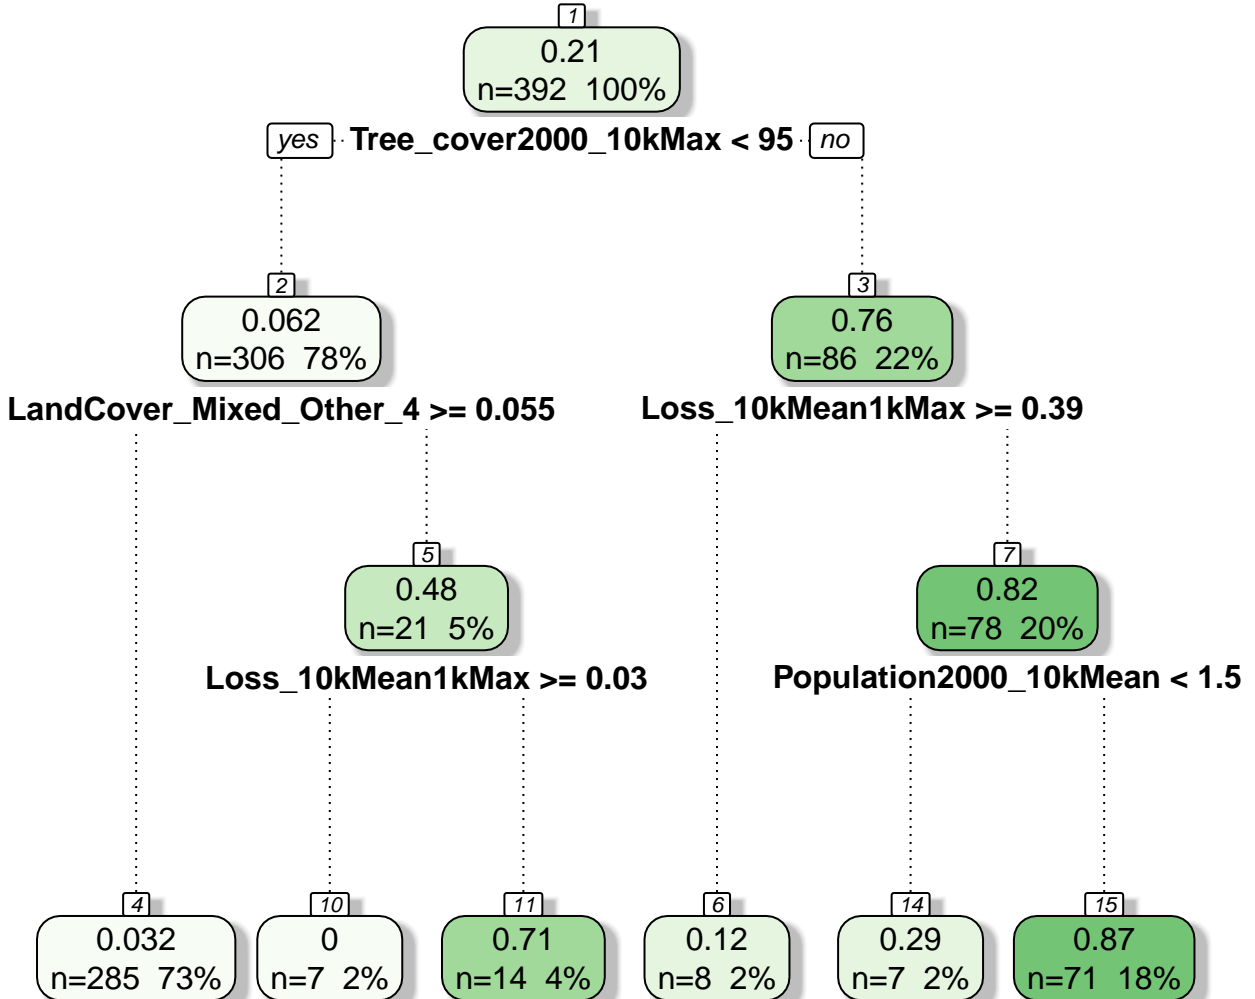 1
0.21
n=392 100%
yes Tree_cover2000_10kMax < 95 no
2
0.062
n=306 78%
3
0.76
n=86 22%
LandCover_Mixed_Other_4 >= 0.055
Loss_10kMean1kMax >= 0.39
5
0.48
n=21 5%
7
0.82
n=78 20%
Loss_10kMean1kMax >= 0.03
Population2000_10kMean < 1.5
4
0.032
n=285 73%
10
0
n=7 2%
11
0.71
n=14 4%
6
0.12
n=8 2%
14
0.29
n=7 2%
15
0.87
n=71 18%